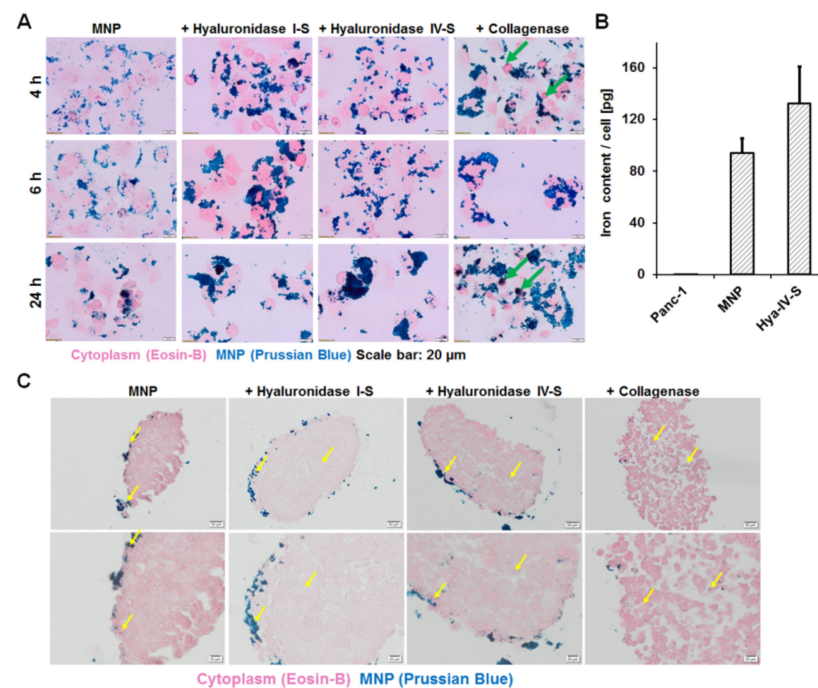 A
MNP
+ Hyaluronidase I-S
+ Hyaluronidase IV-S
+ Collagenase
4 h
6 h
24 h
Cytoplasm (Eosin-B) MNP (Prussian Blue) Scale bar: 20 µm
B
Iron content / cell [pg]
160
120
80
40
0
Panc-1
MNP
Hya-IV-S
C
MNP
+ Hyaluronidase I-S
+ Hyaluronidase IV-S
+ Collagenase
Cytoplasm (Eosin-B) MNP (Prussian Blue)